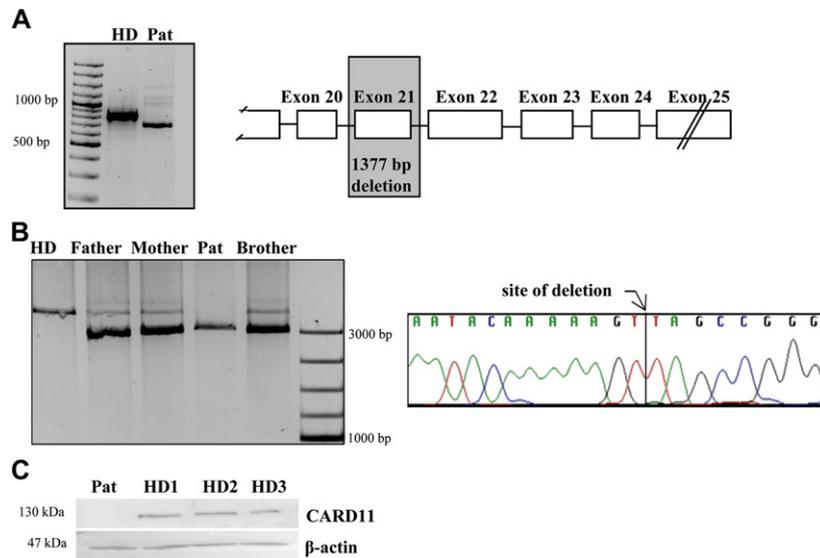 A
HD Pat
1000 bp
500 bp
Exon 20 Exon 21 Exon 22 Exon 23 Exon 24 Exon 25
1377 bp
deletion
B
HD Father Mother Pat Brother
3000 bp
1000 bp
site of deletion
A A T A C A A A A A G T T A G C C G G G
C
Pat HD1 HD2 HD3
130 kDa
CARD11
47 kDa
β-actin